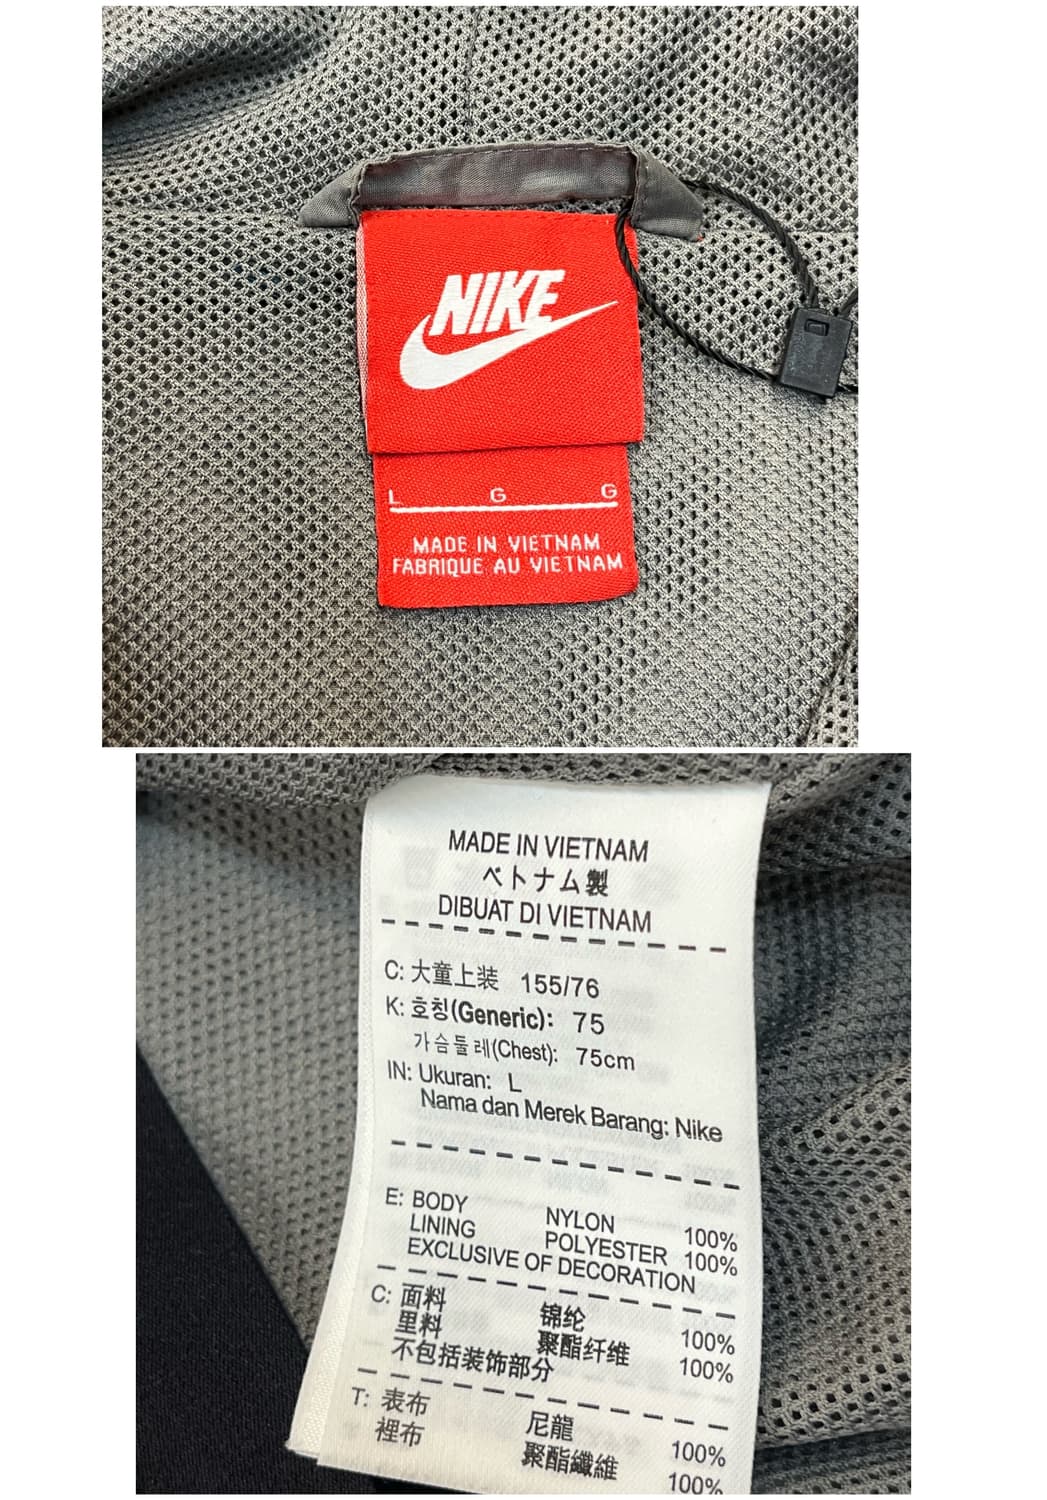 NIKE
L G G
MADE IN VIETNAM
FABRIQUE AU VIETNAM
MADE IN VIETNAM
ベトナム製
DIBUAT DI VIETNAM
C: 大童上装 155/76
K: 호칭(Generic): 75
가슴둘레(Chest): 75cm
IN: Ukuran: L
Nama dan Merek Barang: Nike
E: BODY NYLON 100%
LINING POLYESTER 100%
EXCLUSIVE OF DECORATION
C: 面料 锦纶 100%
里料 聚酯纤维 100%
不包括装饰部分
T: 表布 尼龍 100%
裡布 聚酯纖維 100%